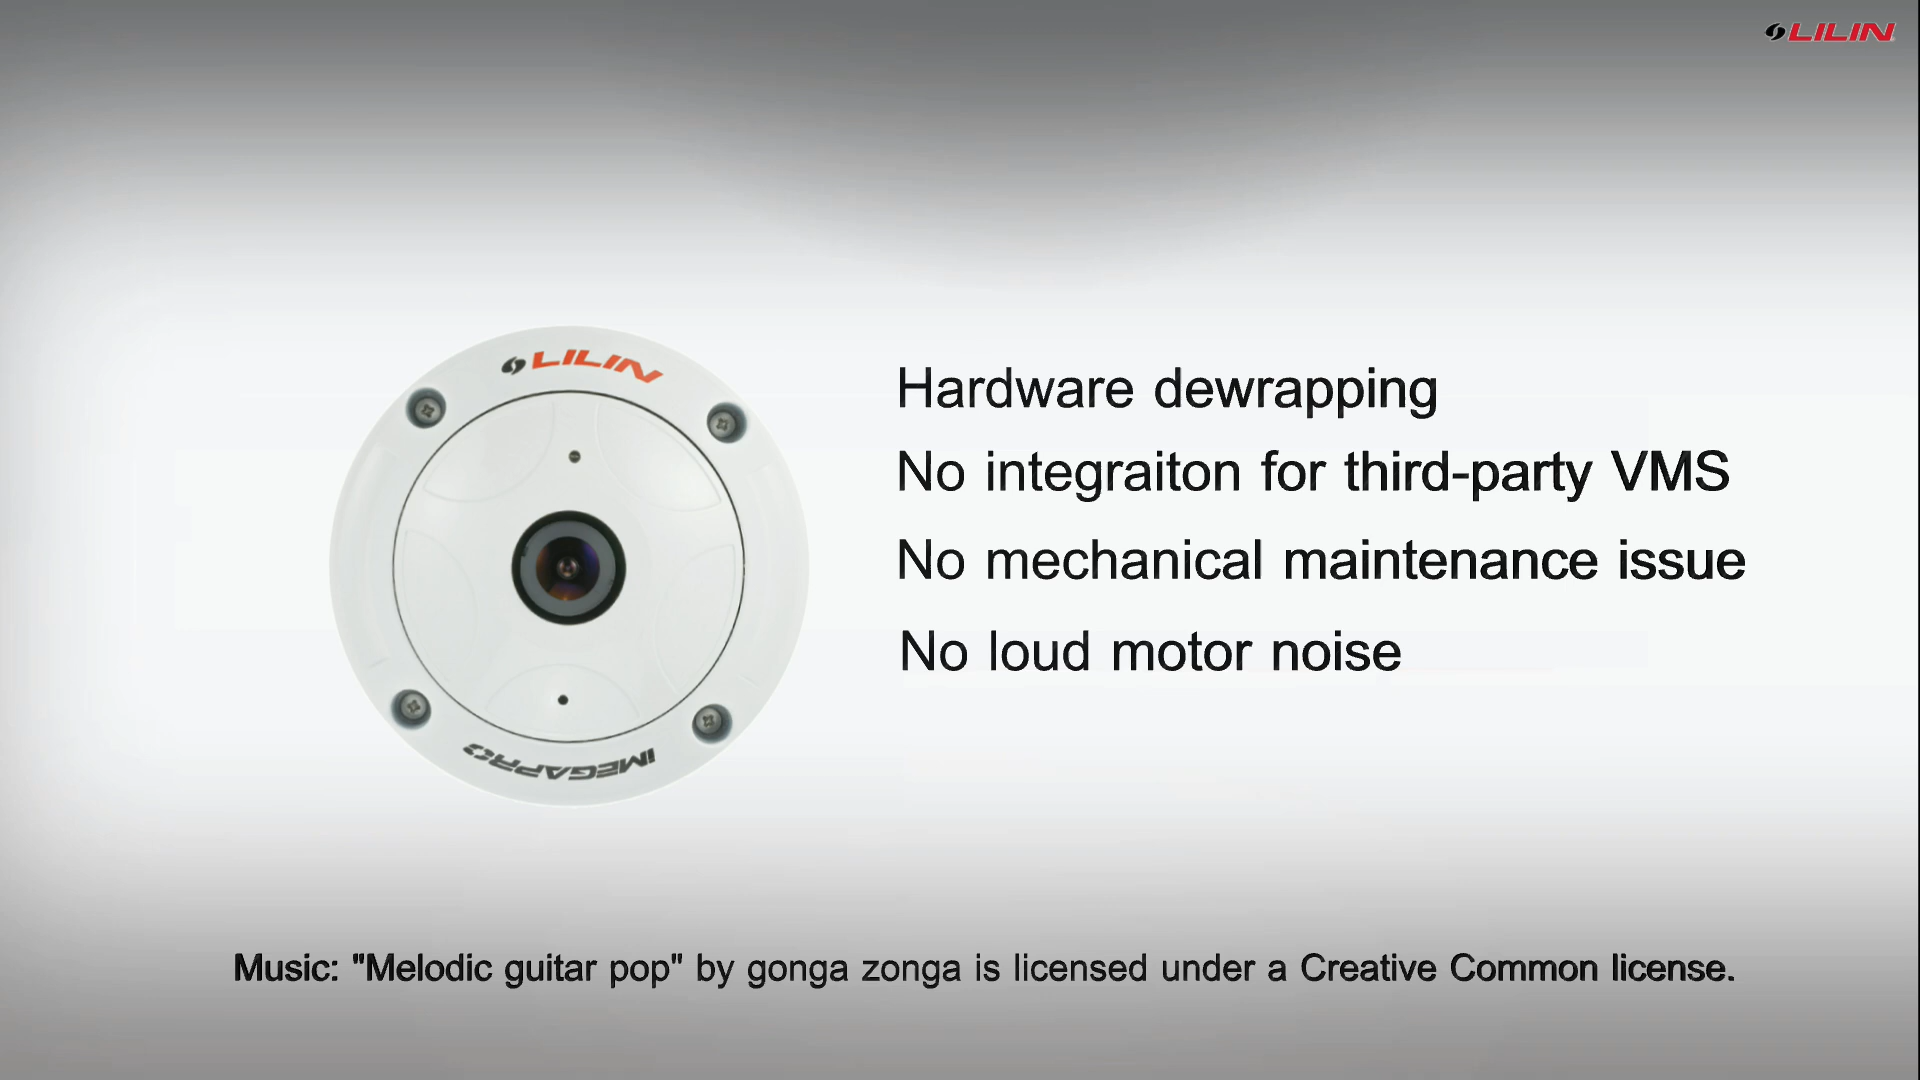 LILIN
LILIN
Hardware dewrapping
No integraiton for third-party VMS
No mechanical maintenance issue
No loud motor noise
IMEGAPRO
Music: "Melodic guitar pop" by gonga zonga is licensed under a Creative Common license.